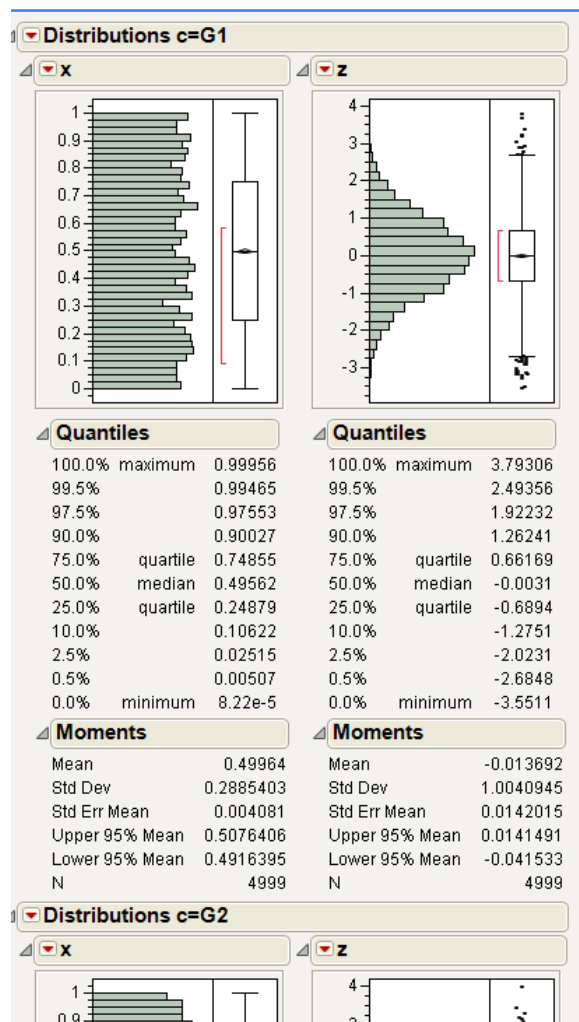 Distributions c=G1
x z
1
0.9
0.8
0.7
0.6
0.5
0.4
0.3
0.2
0.1
0
4
3
2
1
0
-1
-2
-3
Quantiles
100.0% maximum 0.99956
99.5% 0.99465
97.5% 0.97553
90.0% 0.90027
75.0% quartile 0.74855
50.0% median 0.49562
25.0% quartile 0.24879
10.0% 0.10622
2.5% 0.02515
0.5% 0.00507
0.0% minimum 8.22e-5
Moments
Mean 0.49964
Std Dev 0.2885403
Std Err Mean 0.004081
Upper 95% Mean 0.5076406
Lower 95% Mean 0.4916395
N 4999
Quantiles
100.0% maximum 3.79306
99.5% 2.49356
97.5% 1.92232
90.0% 1.26241
75.0% quartile 0.66169
50.0% median -0.0031
25.0% quartile -0.6894
10.0% -1.2751
2.5% -2.0231
0.5% -2.6848
0.0% minimum -3.5511
Moments
Mean -0.013692
Std Dev 1.0040945
Std Err Mean 0.0142015
Upper 95% Mean 0.0141491
Lower 95% Mean -0.041533
N 4999
Distributions c=G2
x z
1
0.9
4